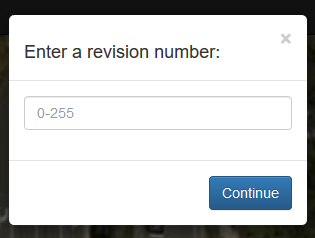 ×
Enter a revision number:
0-255
Continue